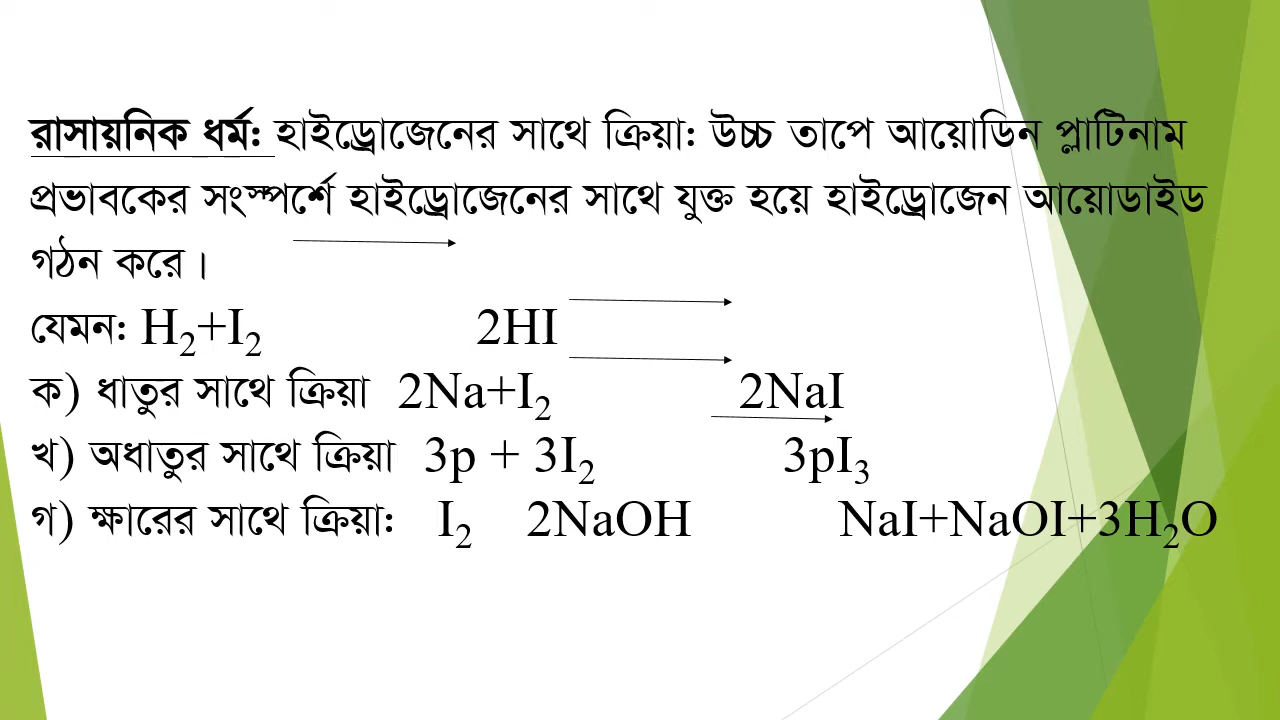 রাসায়নিক ধর্ম: হাইড্রোজেনের সাথে ক্রিয়া: উচ্চ তাপে আয়োডিন প্লাটিনাম
প্রভাবকের সংস্পর্শে হাইড্রোজেনের সাথে যুক্ত হয়ে হাইড্রোজেন আয়োডাইড
গঠন করে।
যেমন: H₂+I₂ 2HI
ক) ধাতুর সাথে ক্রিয়া 2Na+I₂ 2NaI
খ) অধাতুর সাথে ক্রিয়া 3p + 3I₂ 3pI₃
গ) ক্ষারের সাথে ক্রিয়া: I₂ 2NaOH NaI+NaOI+3H₂O